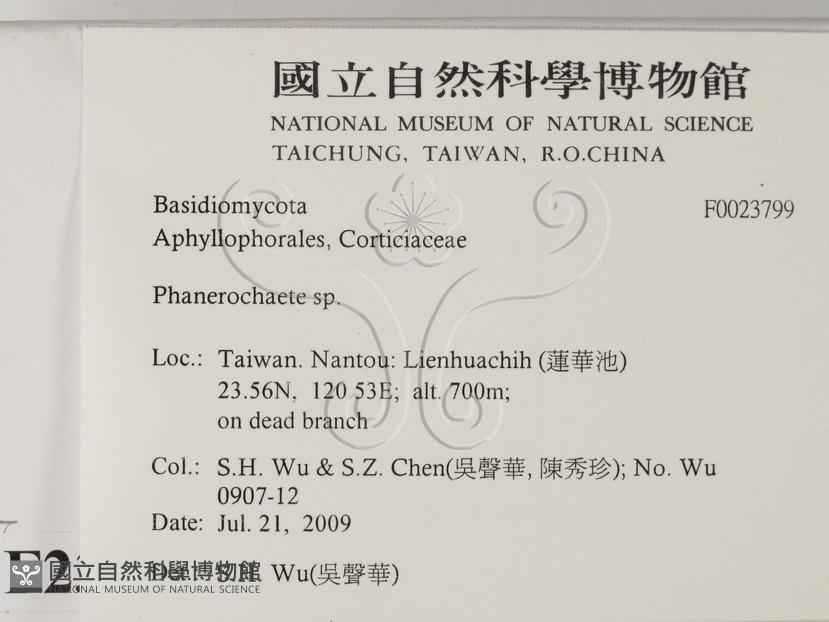 國立自然科學博物館
NATIONAL MUSEUM OF NATURAL SCIENCE
TAICHUNG, TAIWAN, R.O.CHINA
Basidiomycota F0023799
Aphyllophorales, Corticiaceae
Phanerochaete sp.
Loc.: Taiwan. Nantou: Lienhuachih (蓮華池)
23.56N, 120 53E; alt. 700m;
on dead branch
Col.: S.H. Wu & S.Z. Chen(吳聲華, 陳秀珍); No. Wu
0907-12
Date: Jul. 21, 2009
Wu(吳聲華)
國立自然科學博物館
NATIONAL MUSEUM OF NATURAL SCIENCE